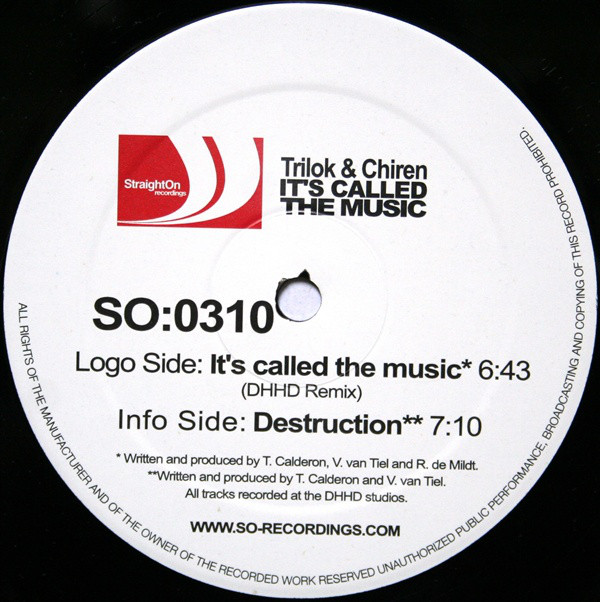 StraightOn
recordings
Trilok & Chiren
IT'S CALLED
THE MUSIC
SO:0310
Logo Side: It's called the music* 6:43
(DHHD Remix)
Info Side: Destruction** 7:10
* Written and produced by T. Calderon, V. van Tiel and R. de Mildt.
**Written and produced by T. Calderon and V. van Tiel.
All tracks recorded at the DHHD studios.
WWW.SO-RECORDINGS.COM
ALL RIGHTS OF THE MANUFACTURER AND OF THE OWNER OF THE RECORDED WORK RESERVED UNAUTHORIZED PUBLIC PERFORMANCE, BROADCASTING AND COPYING OF THIS RECORD PROHIBITED.